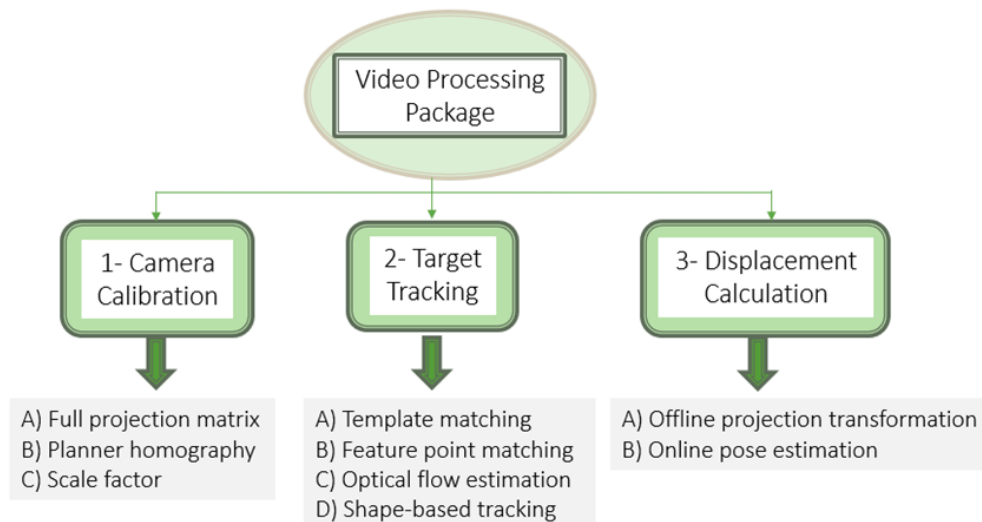 Video Processing
Package
1- Camera
Calibration
2- Target
Tracking
3- Displacement
Calculation
A) Full projection matrix
B) Planner homography
C) Scale factor
A) Template matching
B) Feature point matching
C) Optical flow estimation
D) Shape-based tracking
A) Offline projection transformation
B) Online pose estimation